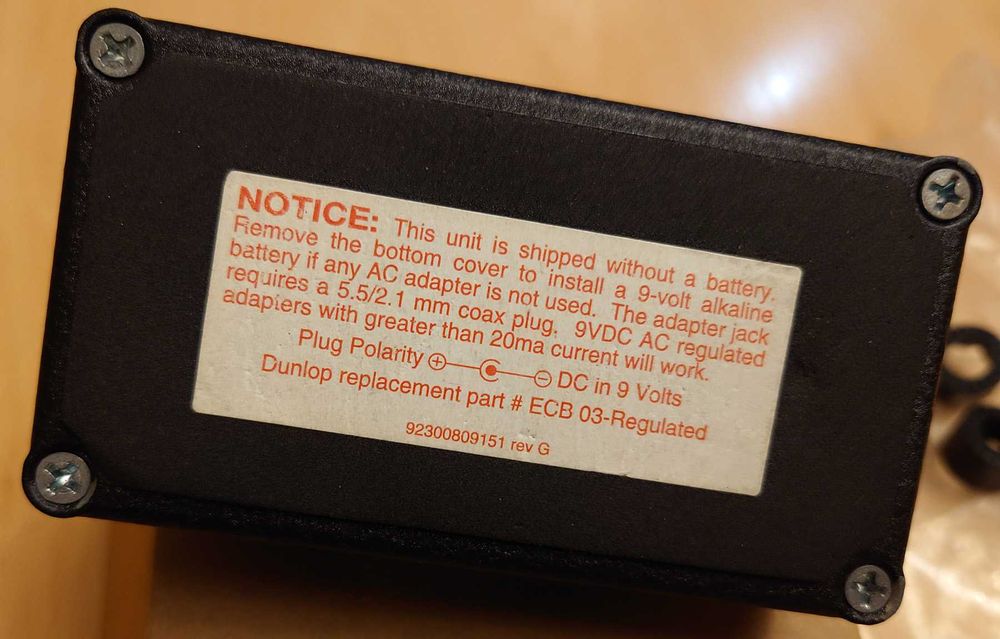 NOTICE: This unit is shipped without a battery.
Remove the bottom cover to install a 9-volt alkaline
battery if any AC adapter is not used. The adapter jack
requires a 5.5/2.1 mm coax plug. 9VDC AC regulated
adapters with greater than 20ma current will work.
Plug Polarity + - DC in 9 Volts
Dunlop replacement part # ECB 03-Regulated
92300809151 rev G